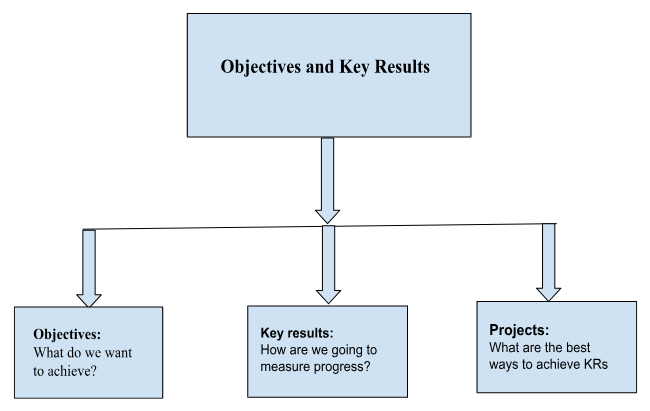 Objectives and Key Results
Objectives:
What do we want
to achieve?
Key results:
How are we going to
measure progress?
Projects:
What are the best
ways to achieve KRs